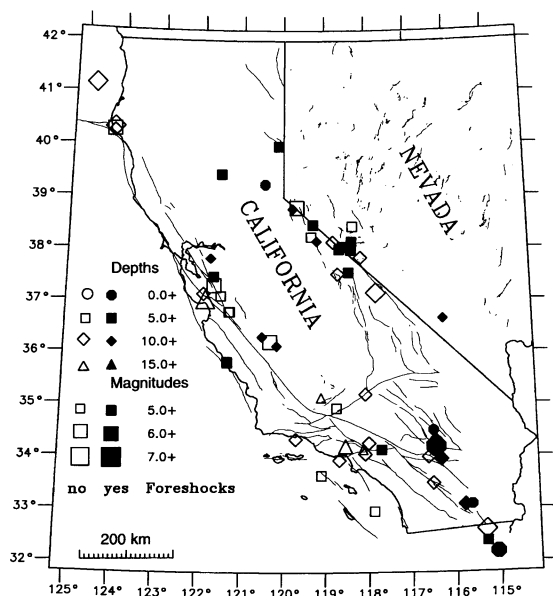 42°
41°
40°
39°
38°
37°
36°
35°
34°
33°
32°
NEVADA
CALIFORNIA
Depths
0.0+
5.0+
10.0+
15.0+
Magnitudes
5.0+
6.0+
7.0+
no yes Foreshocks
200 km
125° 124° 123° 122° 121° 120° 119° 118° 117° 116° 115°